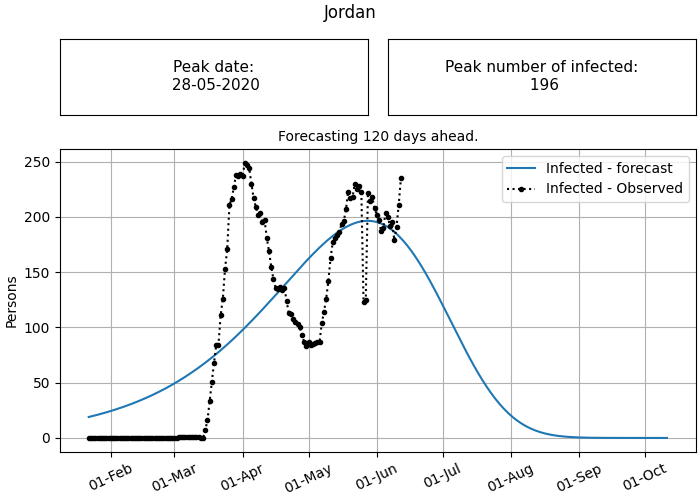 Jordan
Peak date:
28-05-2020
Peak number of infected:
196
Forecasting 120 days ahead.
Infected - forecast
Infected - Observed
Persons
250
200
150
100
50
0
01-Feb
01-Mar
01-Apr
01-May
01-Jun
01-Jul
01-Aug
01-Sep
01-Oct